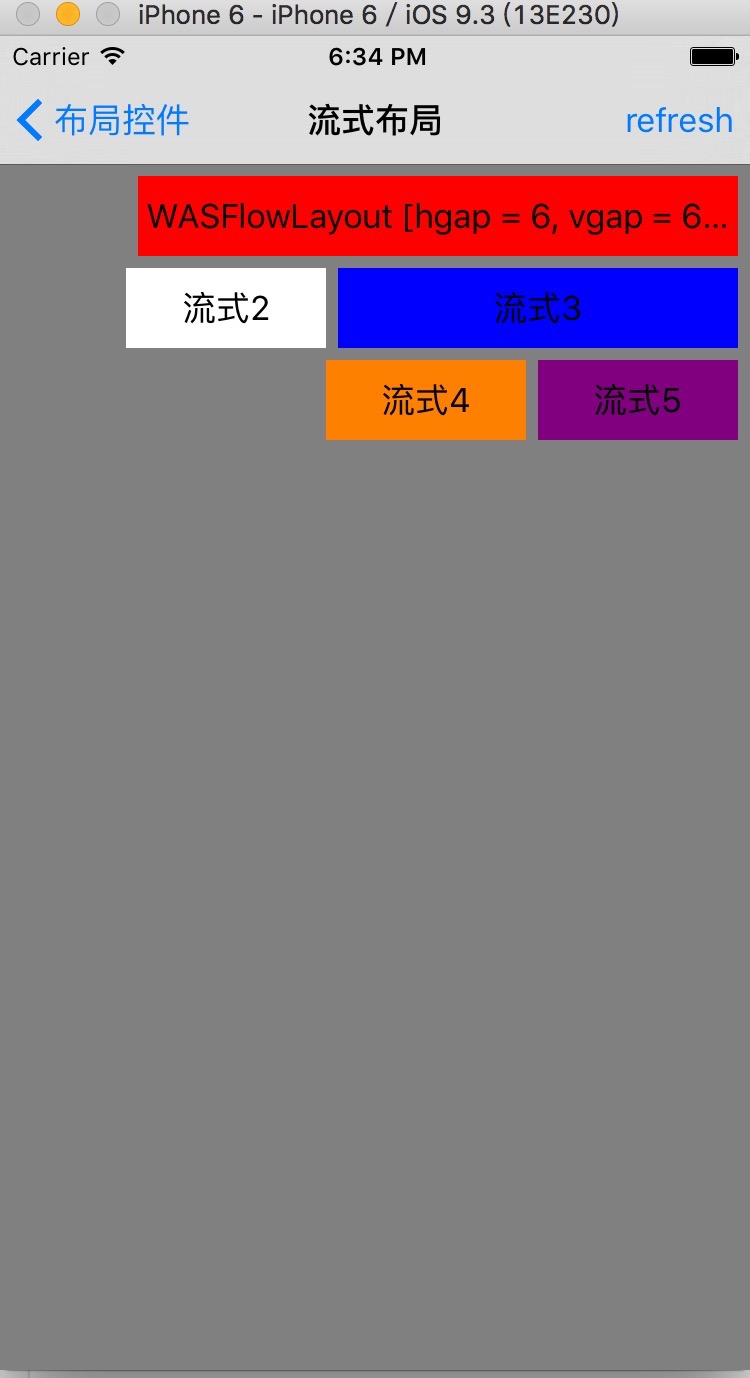 iPhone 6 - iPhone 6 / iOS 9.3 (13E230)
Carrier 6:34 PM
布局控件 流式布局 refresh
WASFlowLayout [hgap = 6, vgap = 6...
流式2 流式3
流式4 流式5